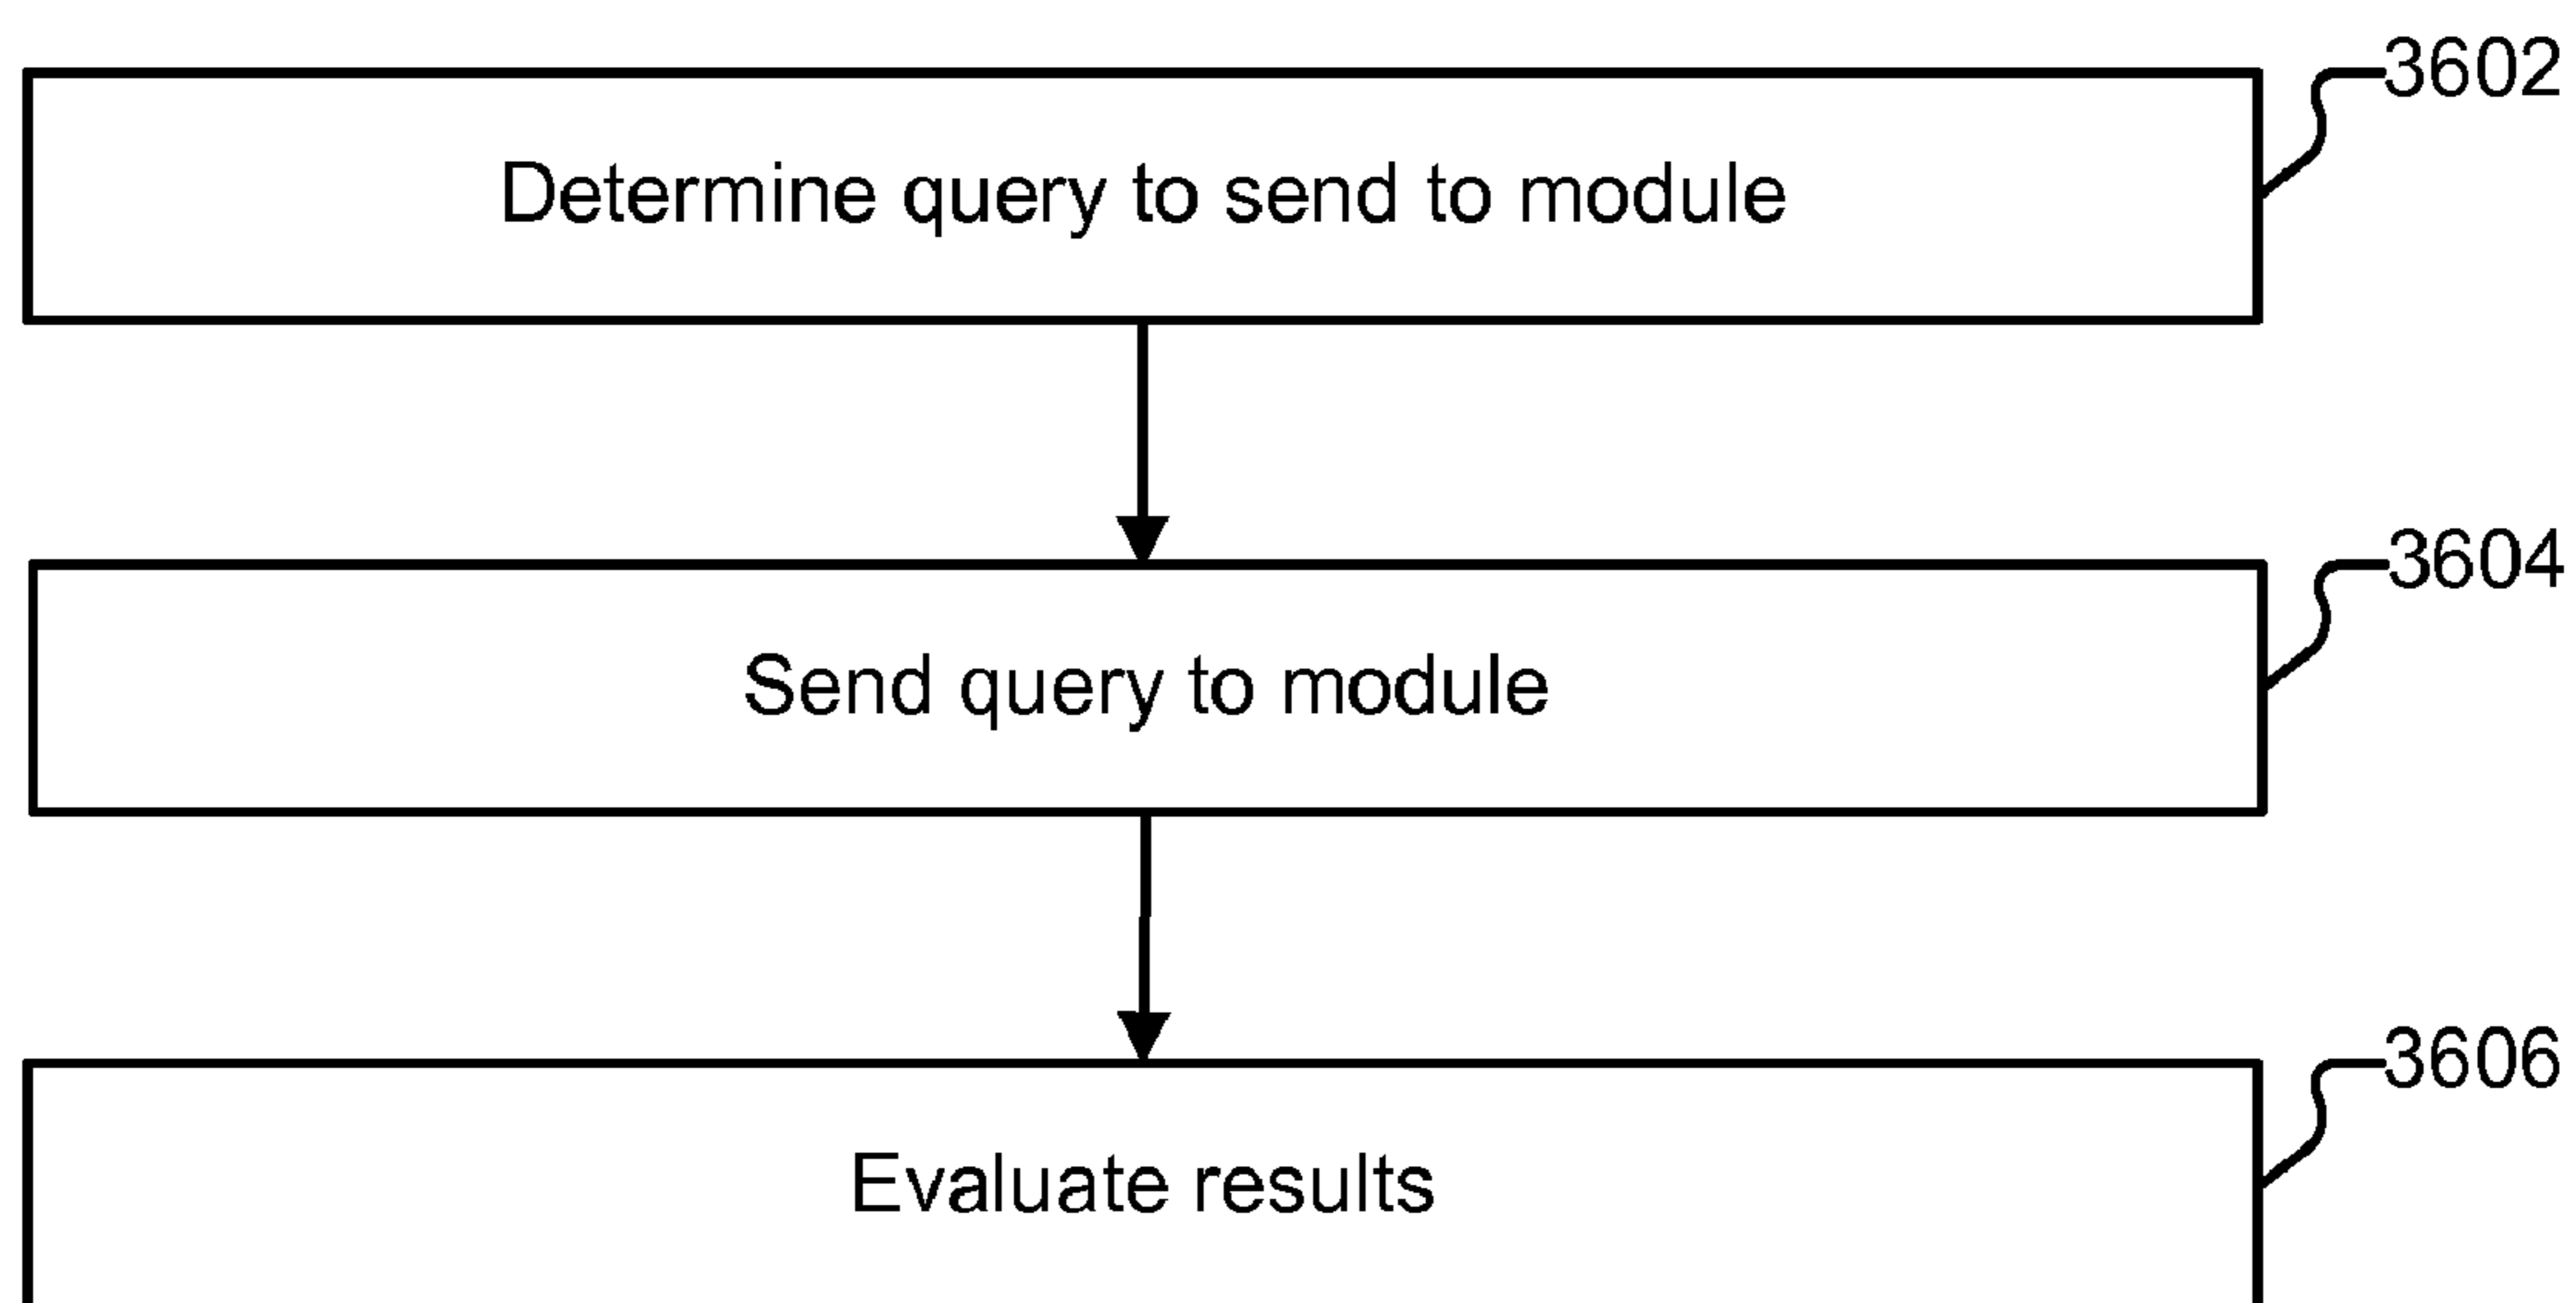 3602
Determine query to send to module
3604
Send query to module
3606
Evaluate results